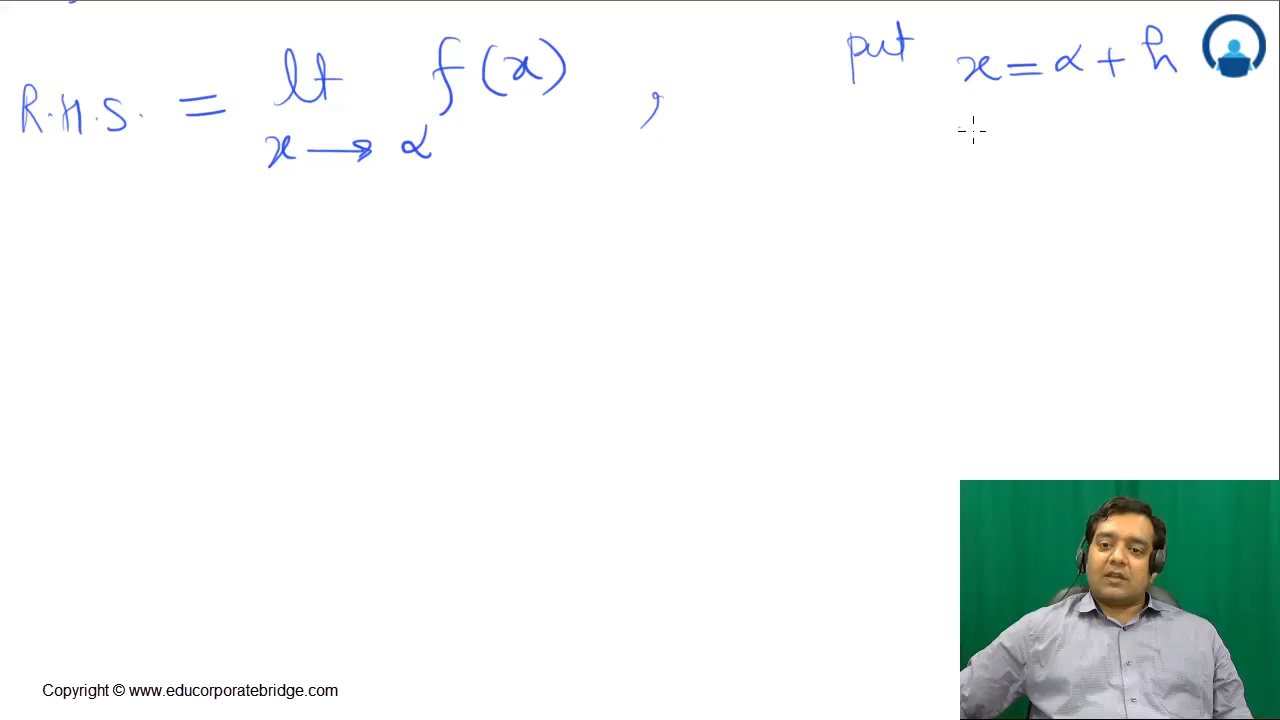 R.H.S. = lt f(x) , put x = α + h
x → α
Copyright © www.educorporatebridge.com